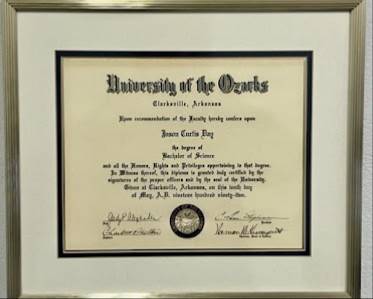 University of the Ozarks
Clarksville, Arkansas
Upon recommendation of the Faculty hereby confers upon
Jason Curtis Day
the degree of
Bachelor of Science
and all the Honors, Rights and Privileges appertaining to that degree.
In Witness thereof, this diploma is granted duly certified by the
signatures of the proper officers and by the seal of the University.
Given at Clarksville, Arkansas, on this tenth day
of May, A.D. nineteen hundred ninety-one.